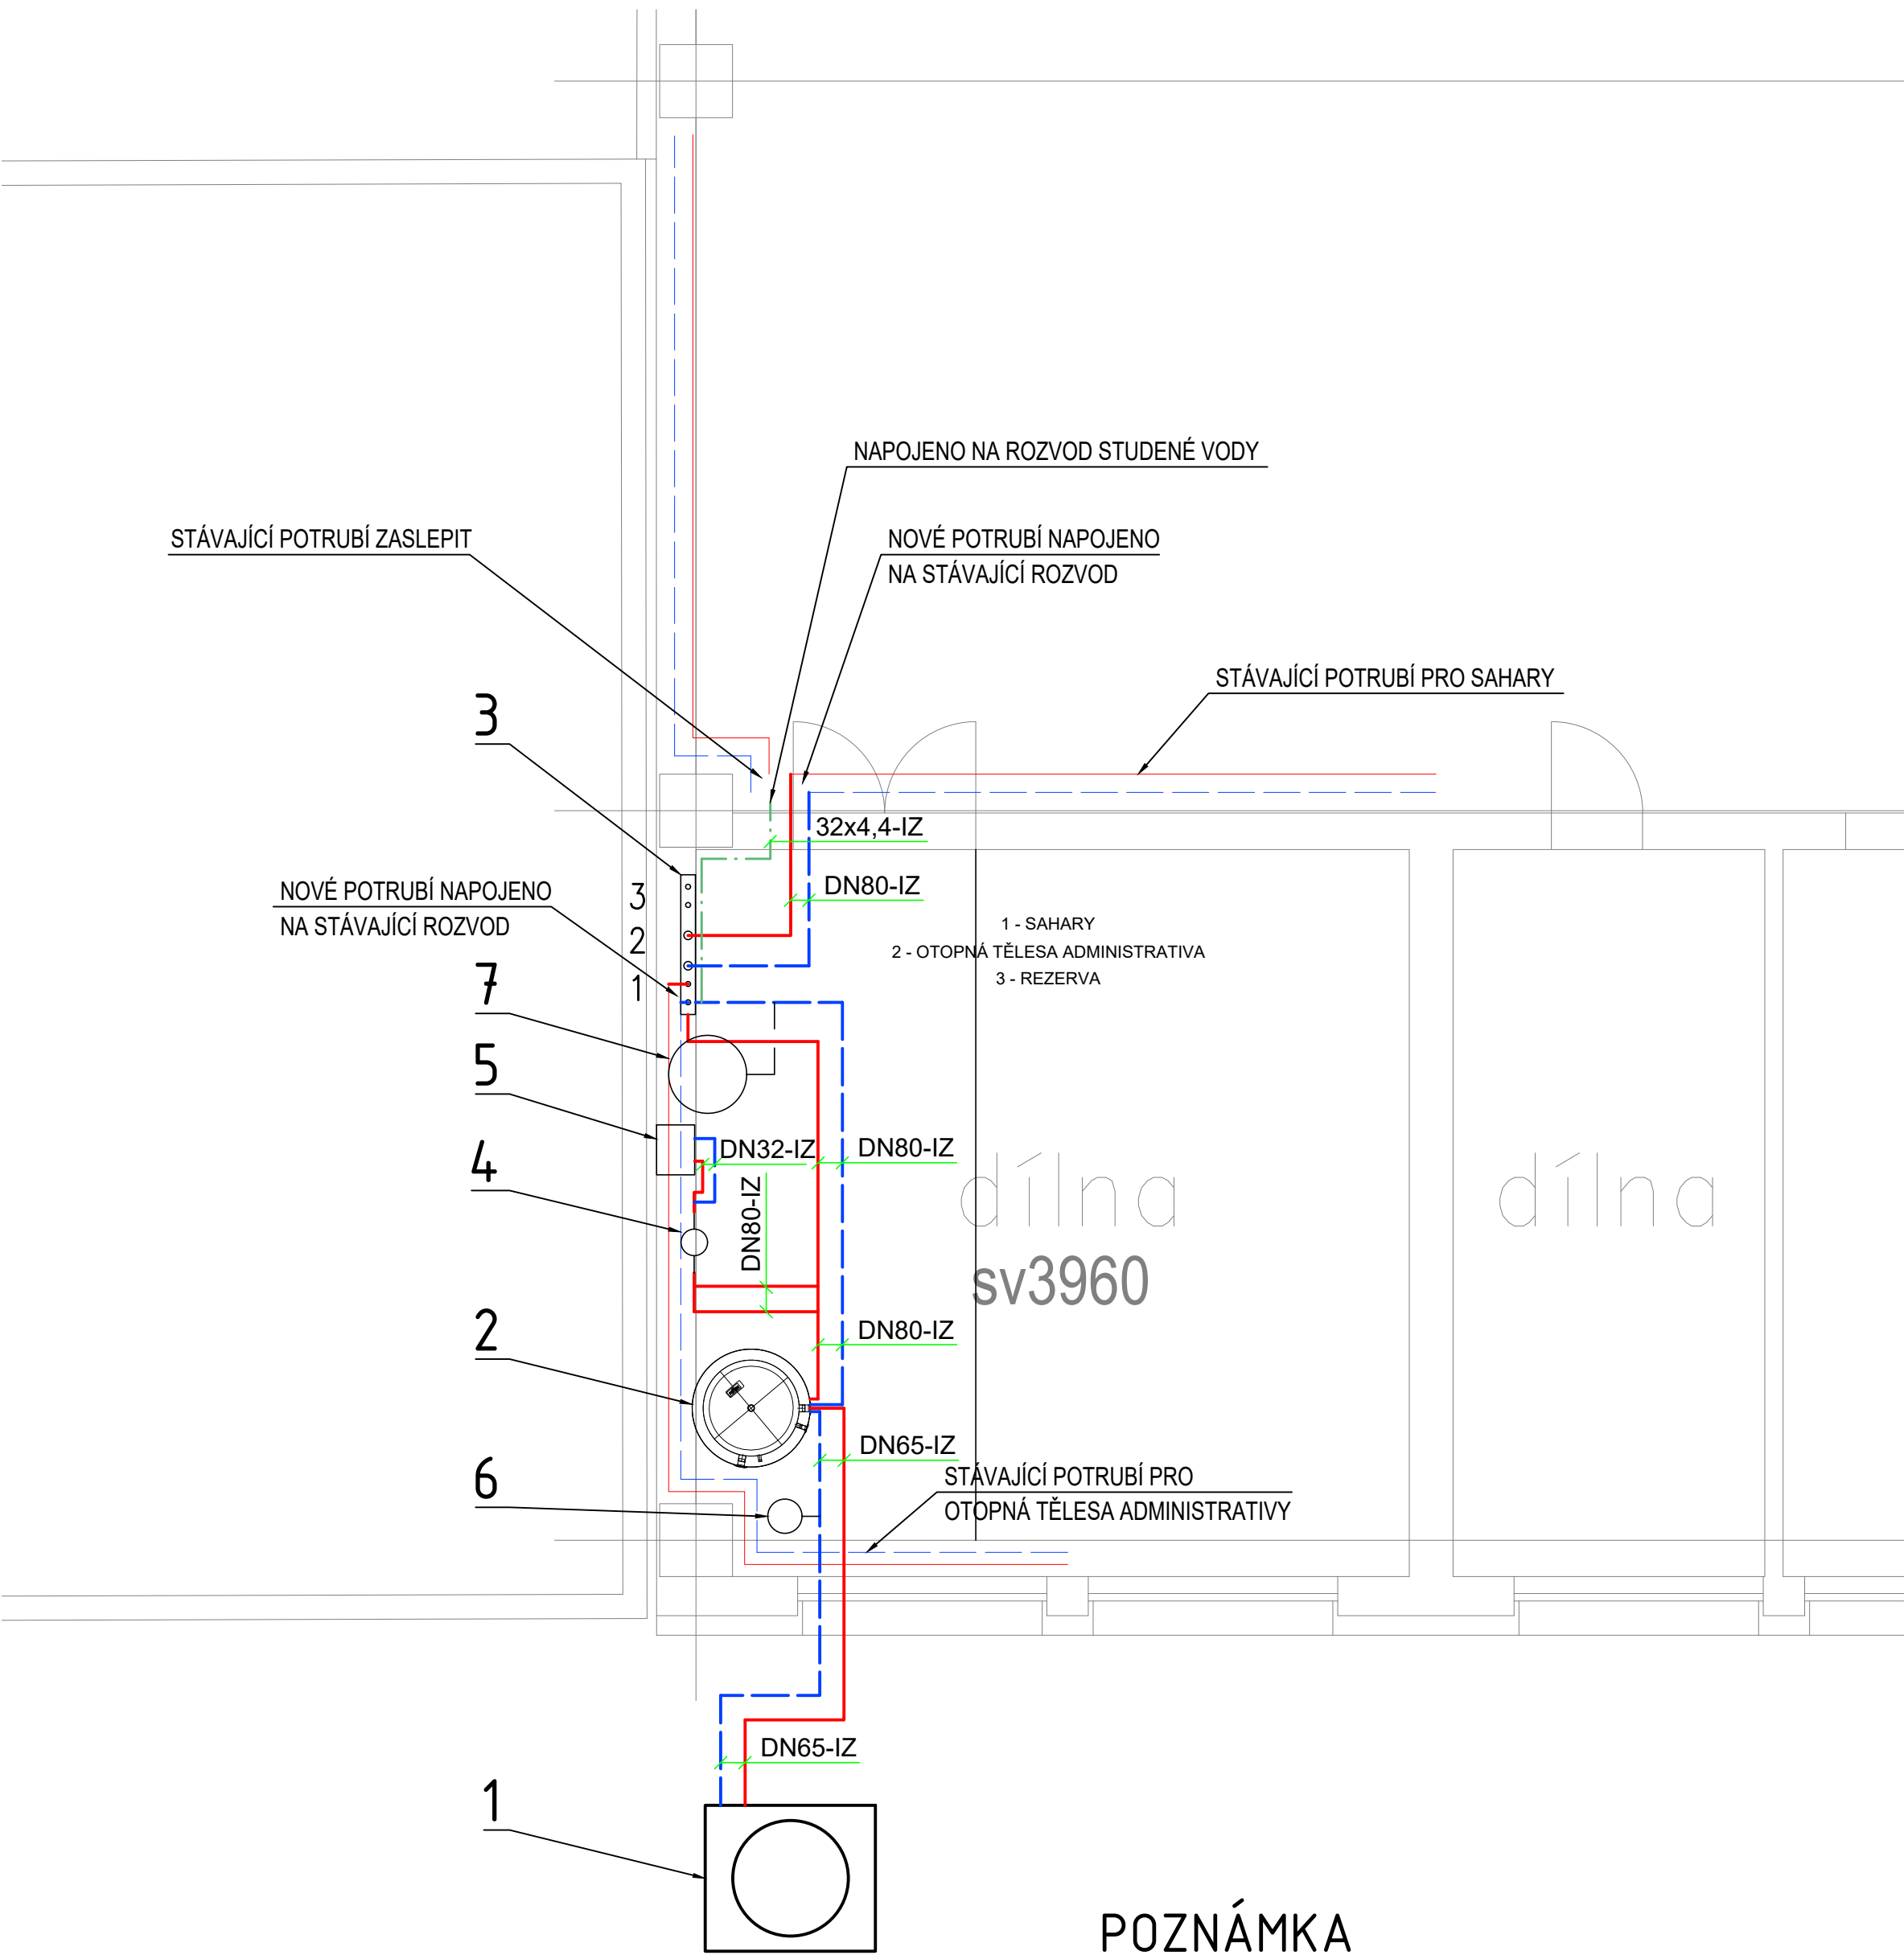 NAPOJENO NA ROZVOD STUDENÉ VODY
STÁVAJÍCÍ POTRUBÍ ZASLEPIT
NOVÉ POTRUBÍ NAPOJENO
NA STÁVAJÍCÍ ROZVOD
STÁVAJÍCÍ POTRUBÍ PRO SAHARY
3
32x4,4-IZ
DN80-IZ
NOVÉ POTRUBÍ NAPOJENO
NA STÁVAJÍCÍ ROZVOD
3
2
1
1 - SAHARY
2 - OTOPNÁ TĚLESA ADMINISTRATIVA
3 - REZERVA
7
5
4
DN32-IZ
DN80-IZ
DN80-IZ
dílna
sv3960
dílna
2
DN80-IZ
DN65-IZ
6
STÁVAJÍCÍ POTRUBÍ PRO
OTOPNÁ TĚLESA ADMINISTRATIVY
DN65-IZ
1
POZNÁMKA